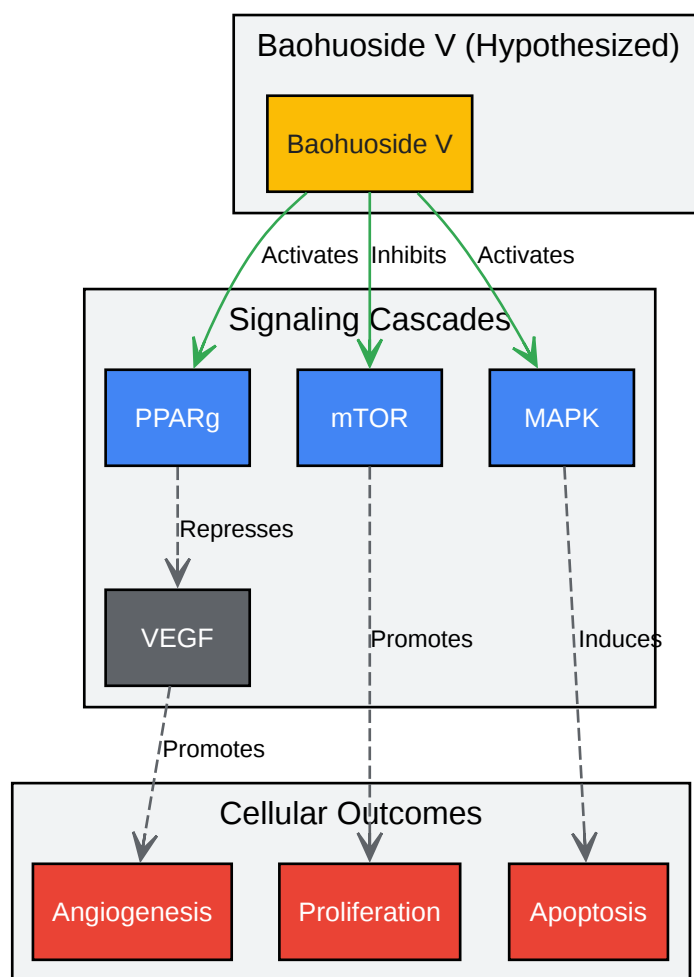 Baohuoside V (Hypothesized)
Baohuoside V
Activates
Inhibits
Activates
Signaling Cascades
PPARg
mTOR
MAPK
Represses
VEGF
Promotes
Induces
Promotes
Cellular Outcomes
Angiogenesis
Proliferation
Apoptosis